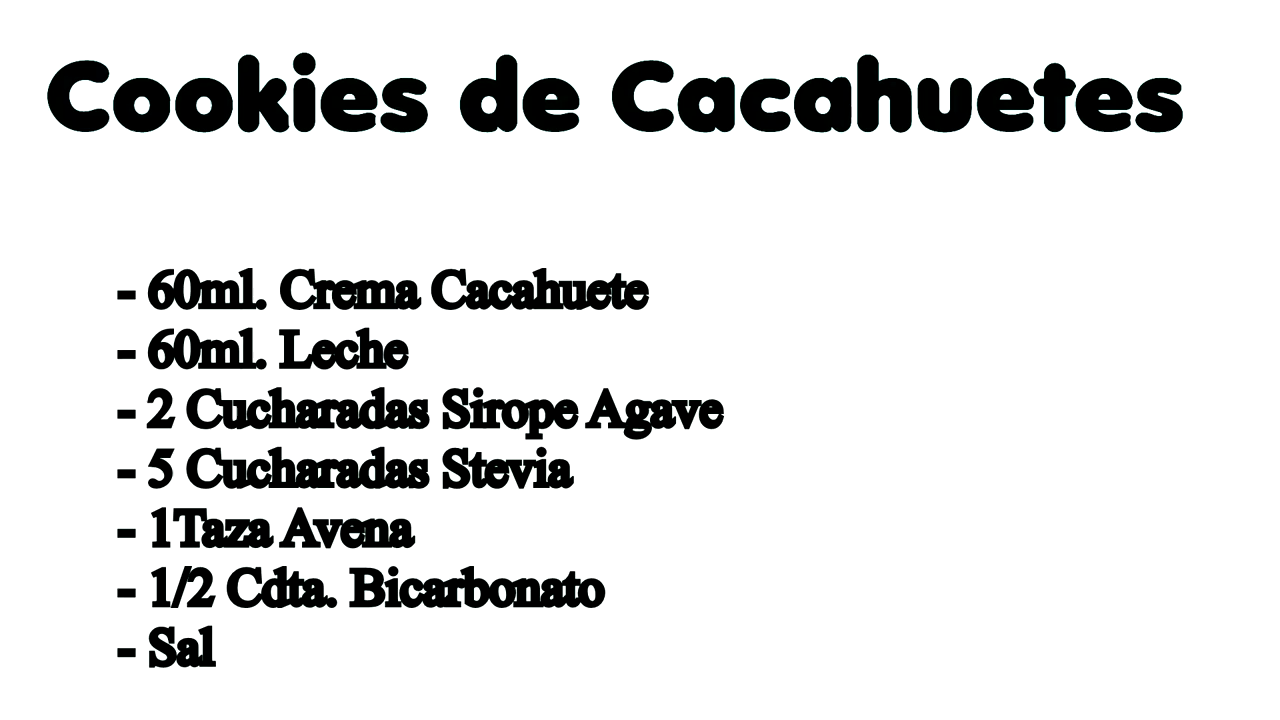 Cookies de Cacahuetes
- 60ml. Crema Cacahuete
- 60ml. Leche
- 2 Cucharadas Sirope Agave
- 5 Cucharadas Stevia
- 1Taza Avena
- 1/2 Cdta. Bicarbonato
- Sal